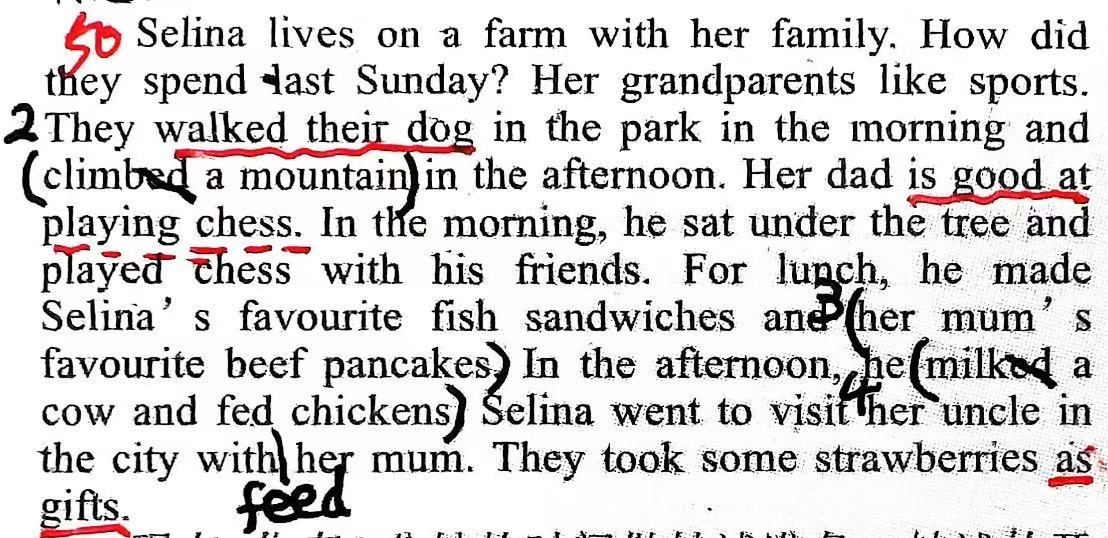 50 Selina lives on a farm with her family. How did
they spend last Sunday? Her grandparents like sports.
2 They walked their dog in the park in the morning and
(climbed a mountain) in the afternoon. Her dad is good at
playing chess. In the morning, he sat under the tree and
played chess with his friends. For lunch, he made
Selina's favourite fish sandwiches and 3 (her mum's
favourite beef pancakes.) In the afternoon, he (milked a
cow and fed chickens) Selina went to visit 4 her uncle in
the city with her mum. They took some strawberries as
gifts. feed